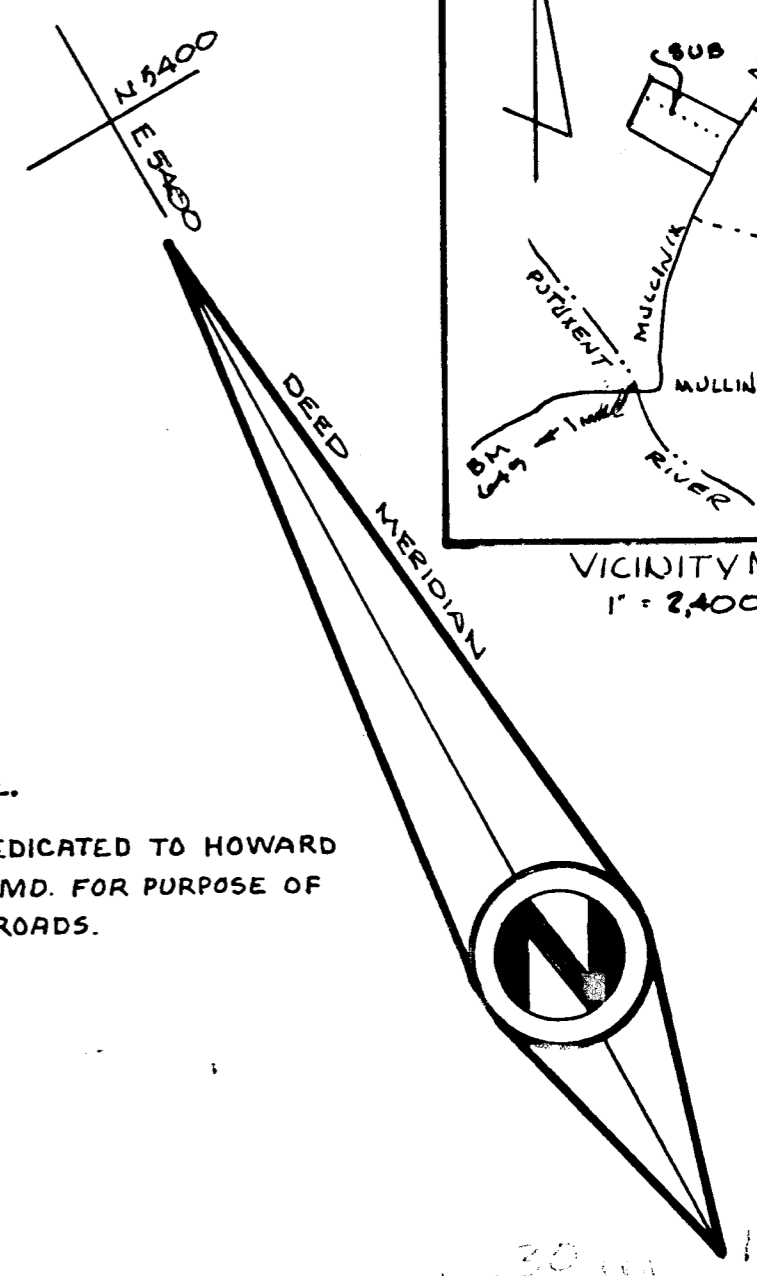 N 5400
E 5400
SUB
MULLINIX
PUTUXENT
MULLIN
1 mile
BM
RIVER
VICINITY M
1" = 2,400
DEED MERIDIAN
EDICATED TO HOWARD
MD. FOR PURPOSE OF
ROADS.
N
30